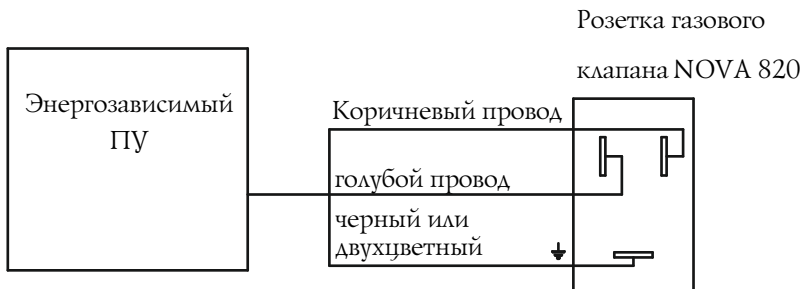 Розетка газового
клапана NOVA 820
Энергозависимый
ПУ
Коричневый провод
голубой провод
черный или
двухцветный